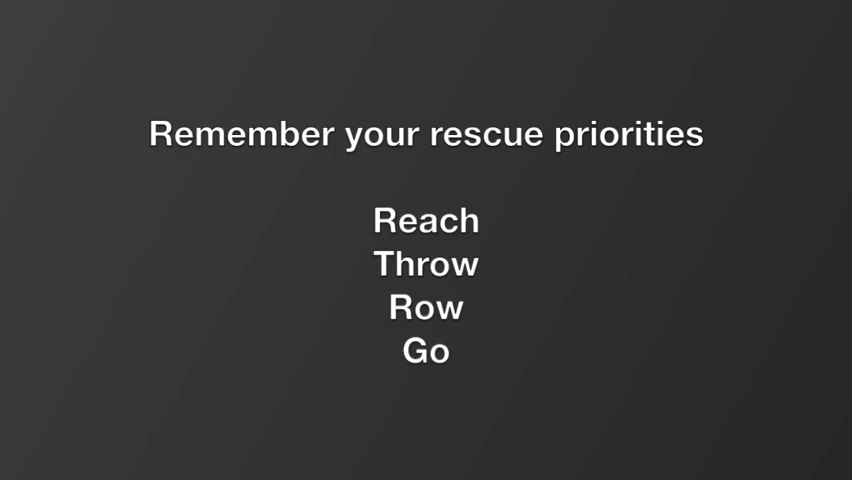 Remember your rescue priorities
Reach
Throw
Row
Go